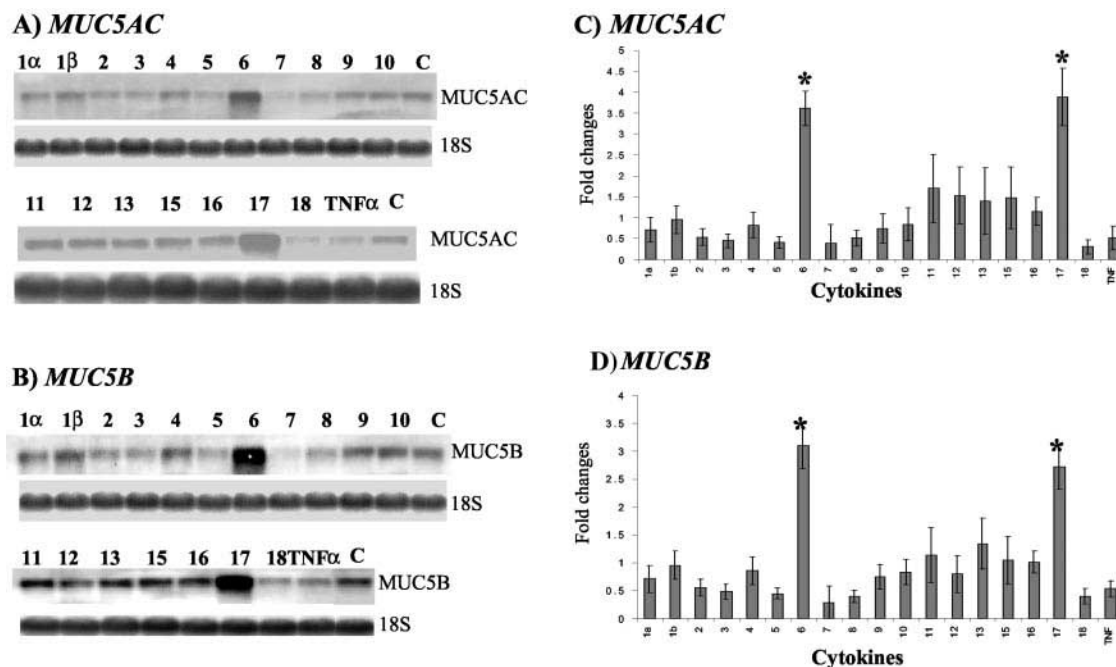 A) MUC5AC
1α 1β 2 3 4 5 6 7 8 9 10 C
MUC5AC
18S
11 12 13 15 16 17 18 TNFα C
MUC5AC
18S
B) MUC5B
1α 1β 2 3 4 5 6 7 8 9 10 C
MUC5B
18S
11 12 13 15 16 17 18TNFα C
MUC5B
18S
C) MUC5AC
Fold changes
5
4.5
4
3.5
3
2.5
2
1.5
1
0.5
0
* *
1a 1b 2 3 4 5 6 7 8 9 10 11 12 13 15 16 17 18 TNF
Cytokines
D) MUC5B
Fold changes
4
3.5
3
2.5
2
1.5
1
0.5
0
* *
1a 1b 2 3 4 5 6 7 8 9 10 11 12 13 15 16 17 18 TNF
Cytokines